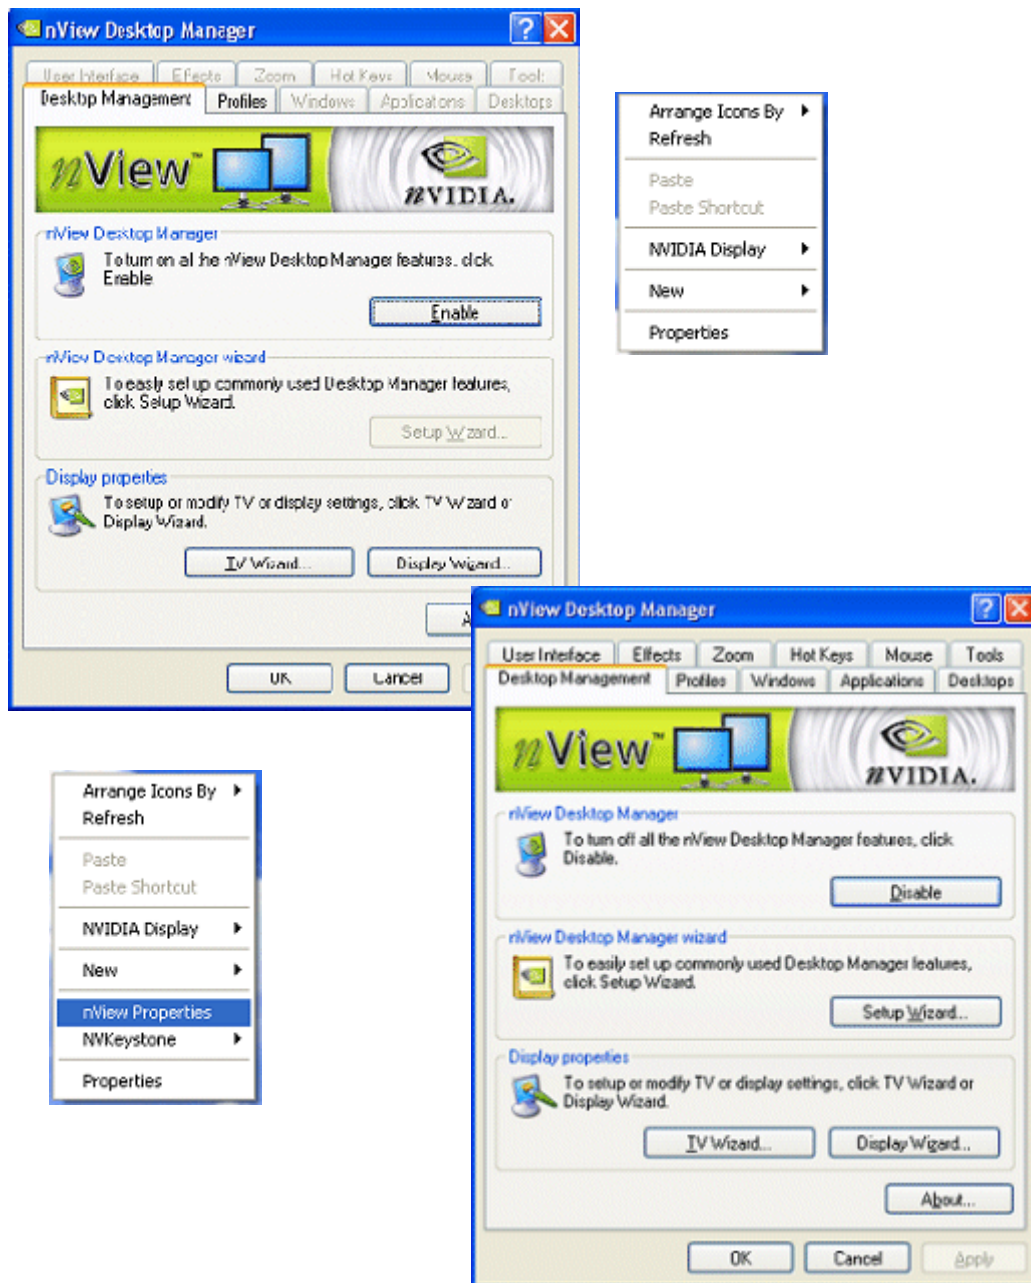 nView Desktop Manager
User Interface Effects Zoom Hot Keys Mouse Tools
Desktop Management Profiles Windows Applications Desktops
nView™ nVIDIA.
nView Desktop Manager
To turn on all the nView Desktop Manager features, click
Enable
Enable
nView Desktop Manager wizard
To easily set up commonly used Desktop Manager features,
click Setup Wizard.
Setup Wizard...
Display properties
To setup or modify TV or display settings, click TV Wizard or
Display Wizard.
TV Wizard... Display Wizard...
A
OK Cancel
Arrange Icons By
Refresh
Paste
Paste Shortcut
NVIDIA Display
New
Properties
Arrange Icons By
Refresh
Paste
Paste Shortcut
NVIDIA Display
New
nView Properties
NVKeystone
Properties
nView Desktop Manager
User Interface Effects Zoom Hot Keys Mouse Tools
Desktop Management Profiles Windows Applications Desktops
nView™ nVIDIA.
nView Desktop Manager
To turn off all the nView Desktop Manager features, click
Disable.
Disable
nView Desktop Manager wizard
To easily set up commonly used Desktop Manager features,
click Setup Wizard.
Setup Wizard...
Display properties
To setup or modify TV or display settings, click TV Wizard or
Display Wizard.
TV Wizard... Display Wizard...
About...
OK Cancel Apply